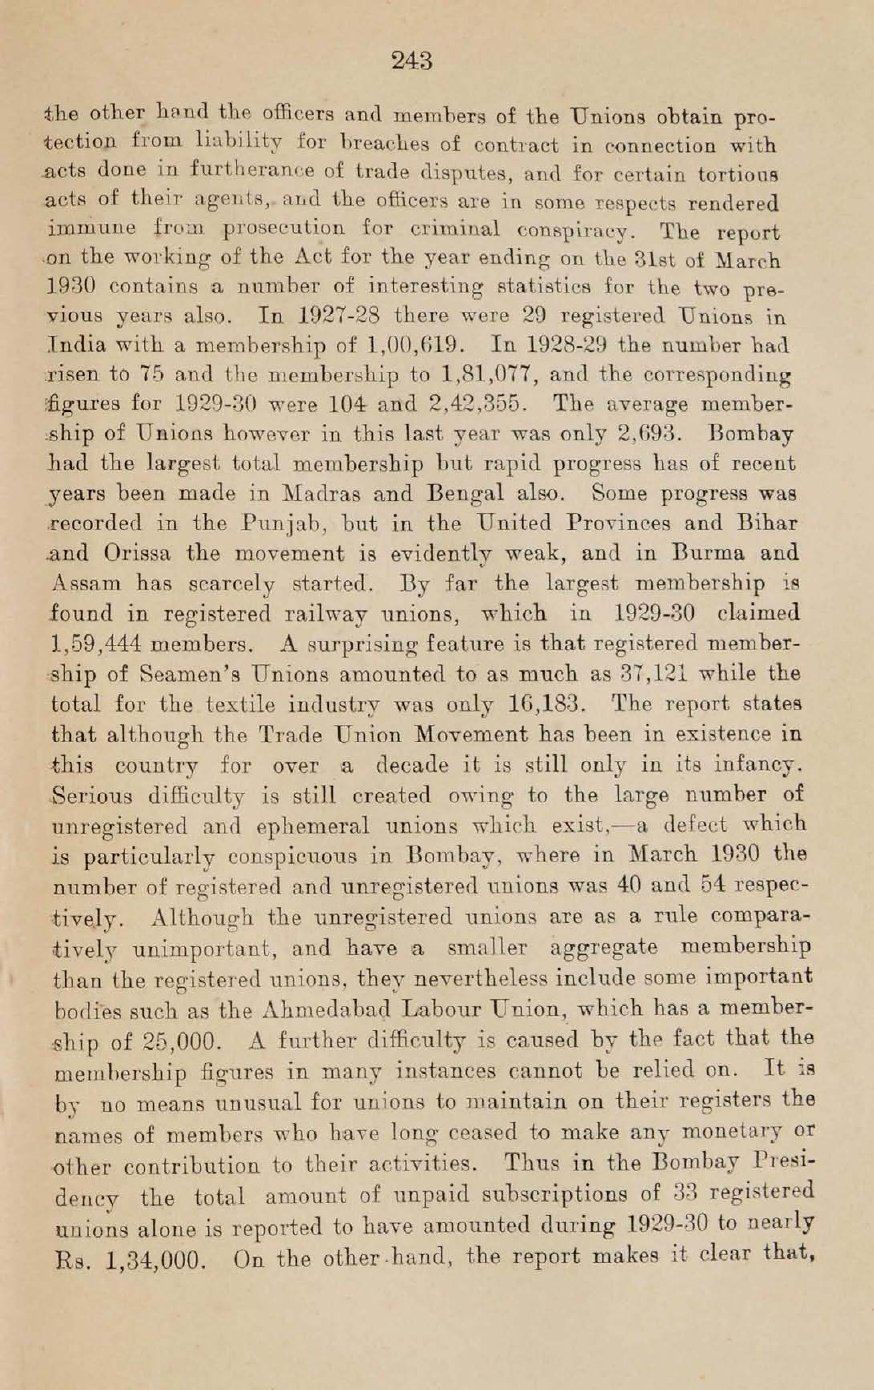 243
the other hand the officers and members of the Unions obtain pro-
tection from liability for breaches of contract in connection with
acts done in furtherance of trade disputes, and for certain tortious
acts of their agents, and the officers are in some respects rendered
immune from prosecution for criminal conspiracy. The report
on the working of the Act for the year ending on the 31st of March
1930 contains a number of interesting statistics for the two pre-
vious years also. In 1927-28 there were 29 registered Unions in
India with a membership of 1,00,619. In 1928-29 the number had
risen to 75 and the membership to 1,81,077, and the corresponding
figures for 1929-30 were 104 and 2,42,355. The average member-
ship of Unions however in this last year was only 2,693. Bombay
had the largest total membership but rapid progress has of recent
years been made in Madras and Bengal also. Some progress was
recorded in the Punjab, but in the United Provinces and Bihar
and Orissa the movement is evidently weak, and in Burma and
Assam has scarcely started. By far the largest membership is
found in registered railway unions, which in 1929-30 claimed
1,59,444 members. A surprising feature is that registered member-
ship of Seamen's Unions amounted to as much as 37,121 while the
total for the textile industry was only 16,183. The report states
that although the Trade Union Movement has been in existence in
this country for over a decade it is still only in its infancy.
Serious difficulty is still created owing to the large number of
unregistered and ephemeral unions which exist,—a defect which
is particularly conspicuous in Bombay, where in March 1930 the
number of registered and unregistered unions was 40 and 54 respec-
tively. Although the unregistered unions are as a rule compara-
tively unimportant, and have a smaller aggregate membership
than the registered unions, they nevertheless include some important
bodies such as the Ahmedabad Labour Union, which has a member-
ship of 25,000. A further difficulty is caused by the fact that the
membership figures in many instances cannot be relied on. It is
by no means unusual for unions to maintain on their registers the
names of members who have long ceased to make any monetary or
other contribution to their activities. Thus in the Bombay Presi-
dency the total amount of unpaid subscriptions of 33 registered
unions alone is reported to have amounted during 1929-30 to nearly
Rs. 1,34,000. On the other hand, the report makes it clear that,